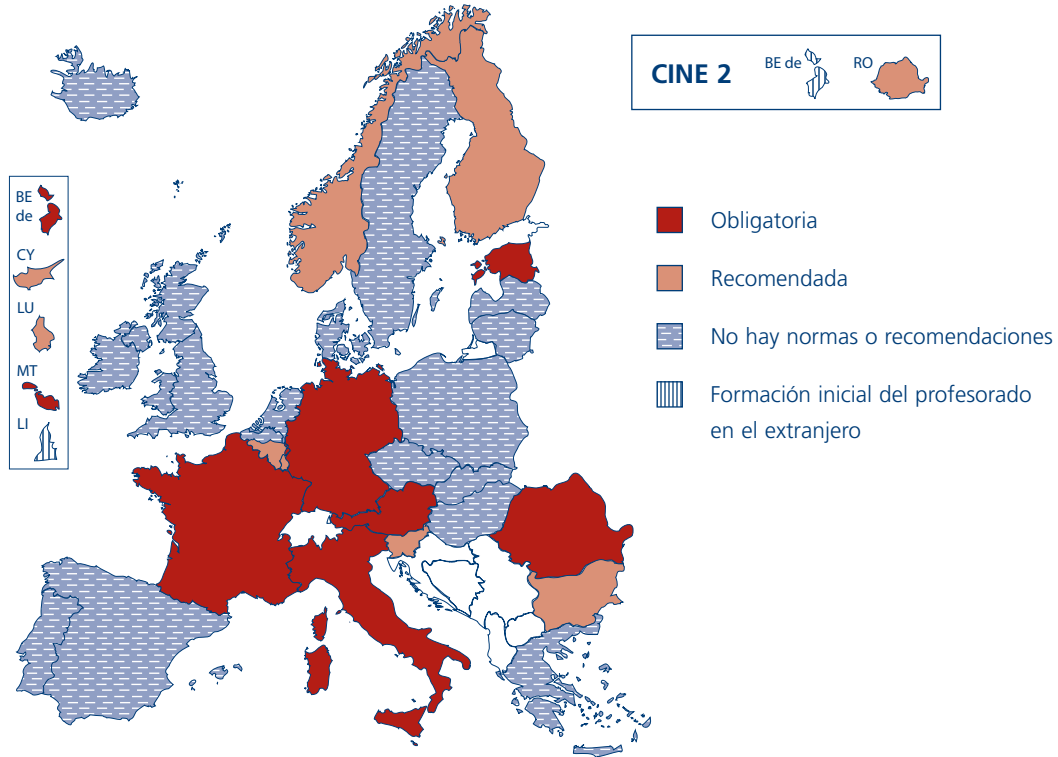 CINE 2
BE de
RO
BE
de
CY
LU
MT
LI
Obligatoria
Recomendada
No hay normas o recomendaciones
Formación inicial del profesorado
en el extranjero